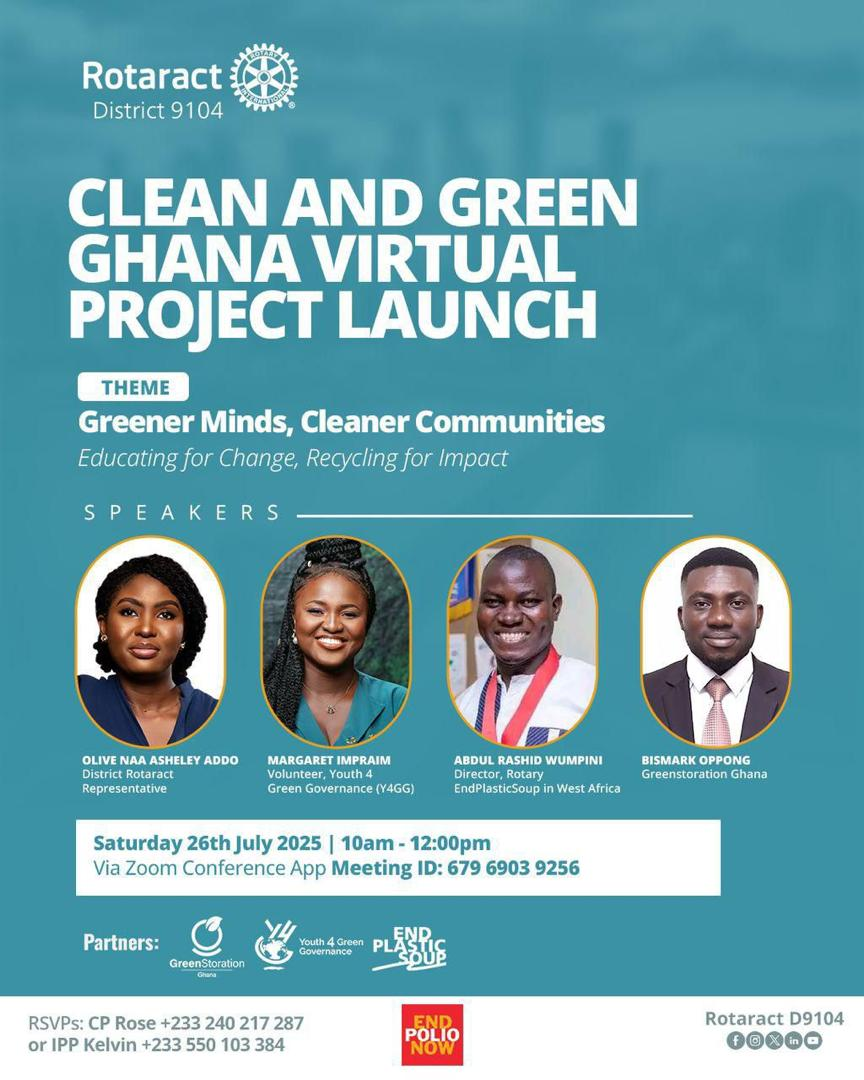 Rotaract
District 9104
ROTARY
INTERNATIONAL
CLEAN AND GREEN
GHANA VIRTUAL
PROJECT LAUNCH
THEME
Greener Minds, Cleaner Communities
Educating for Change, Recycling for Impact
SPEAKERS
OLIVE NAA ASHELEY ADDO
District Rotaract
Representative
MARGARET IMPRAIM
Volunteer, Youth 4
Green Governance (Y4GG)
ABDUL RASHID WUMPINI
Director, Rotary
EndPlasticSoup in West Africa
BISMARK OPPONG
Greenstoration Ghana
Saturday 26th July 2025 | 10am - 12:00pm
Via Zoom Conference App Meeting ID: 679 6903 9256
Partners:
GreenStoration
Ghana
Y4
Youth 4 Green
Governance
END
PLASTIC
SOUP
RSVPs: CP Rose +233 240 217 287
or IPP Kelvin +233 550 103 384
END
POLIO
NOW
Rotaract D9104